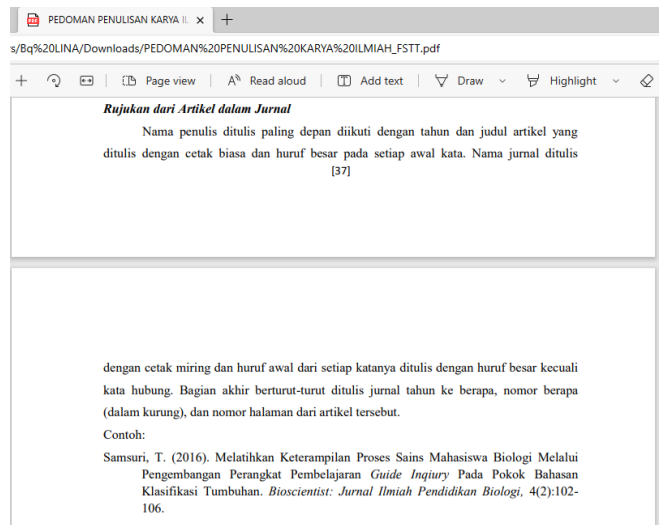 PEDOMAN PENULISAN KARYA IL
s/Bq%20LINA/Downloads/PEDOMAN%20PENULISAN%20KARYA%20ILMIAH_FSTT.pdf
Page view A Read aloud Add text Draw Highlight
Rujukan dari Artikel dalam Jurnal
Nama penulis ditulis paling depan diikuti dengan tahun dan judul artikel yang
ditulis dengan cetak biasa dan huruf besar pada setiap awal kata. Nama jurnal ditulis
[37]
dengan cetak miring dan huruf awal dari setiap katanya ditulis dengan huruf besar kecuali
kata hubung. Bagian akhir berturut-turut ditulis jurnal tahun ke berapa, nomor berapa
(dalam kurung), dan nomor halaman dari artikel tersebut.
Contoh:
Samsuri, T. (2016). Melatihkan Keterampilan Proses Sains Mahasiswa Biologi Melalui
Pengembangan Perangkat Pembelajaran Guide Inqiury Pada Pokok Bahasan
Klasifikasi Tumbuhan. Bioscientist: Jurnal Ilmiah Pendidikan Biologi, 4(2):102-
106.